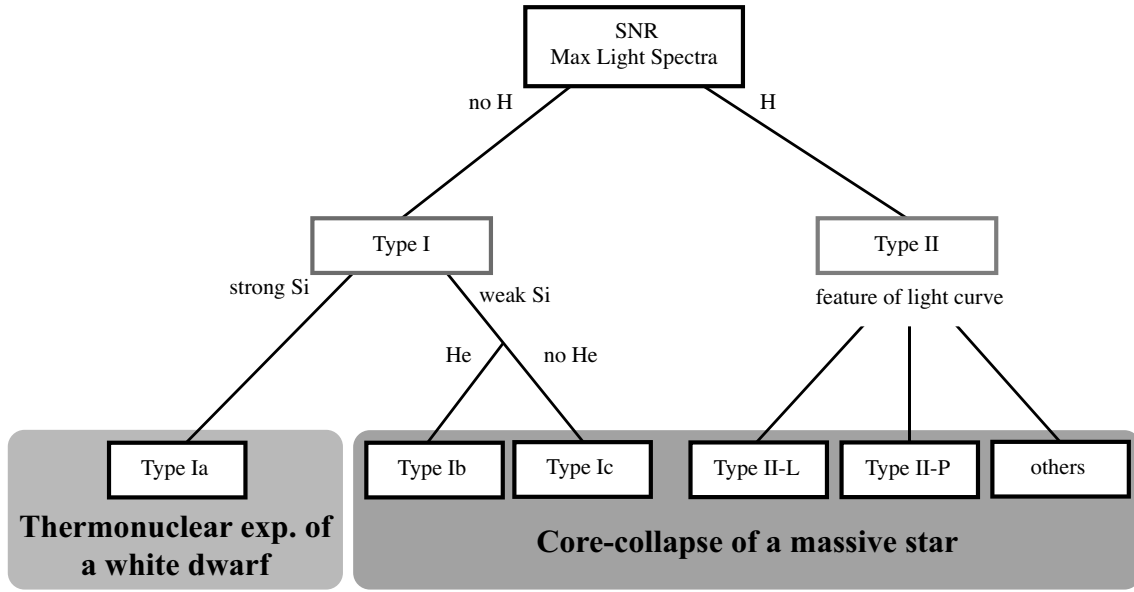 SNR
Max Light Spectra
no H
H
Type I
Type II
strong Si
weak Si
feature of light curve
He
no He
Type Ia
Type Ib
Type Ic
Type II-L
Type II-P
others
Thermonuclear exp. of
a white dwarf
Core-collapse of a massive star